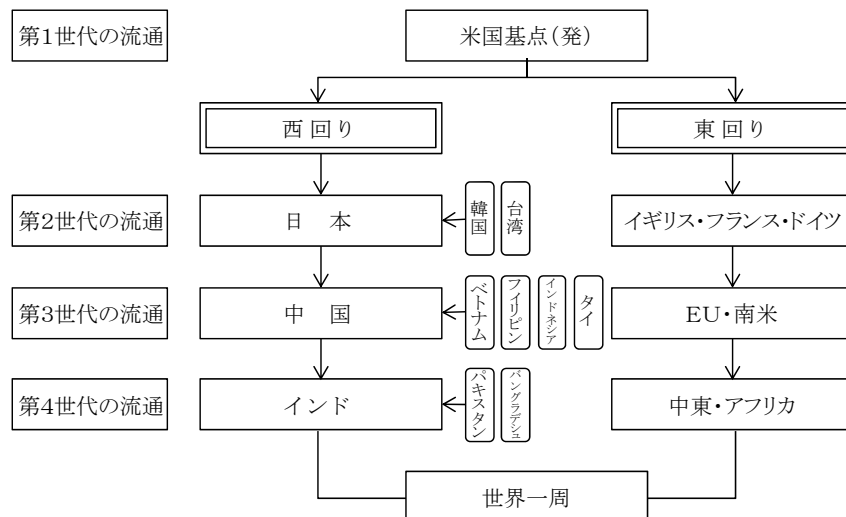 第1世代の流通
米国基点(発)
西回り
東回り
第2世代の流通
日 本
韓国
台湾
イギリス・フランス・ドイツ
第3世代の流通
中 国
ベトナム
フィリピン
インドネシア
タイ
EU・南米
第4世代の流通
インド
パキスタン
バングラデシュ
中東・アフリカ
世界一周